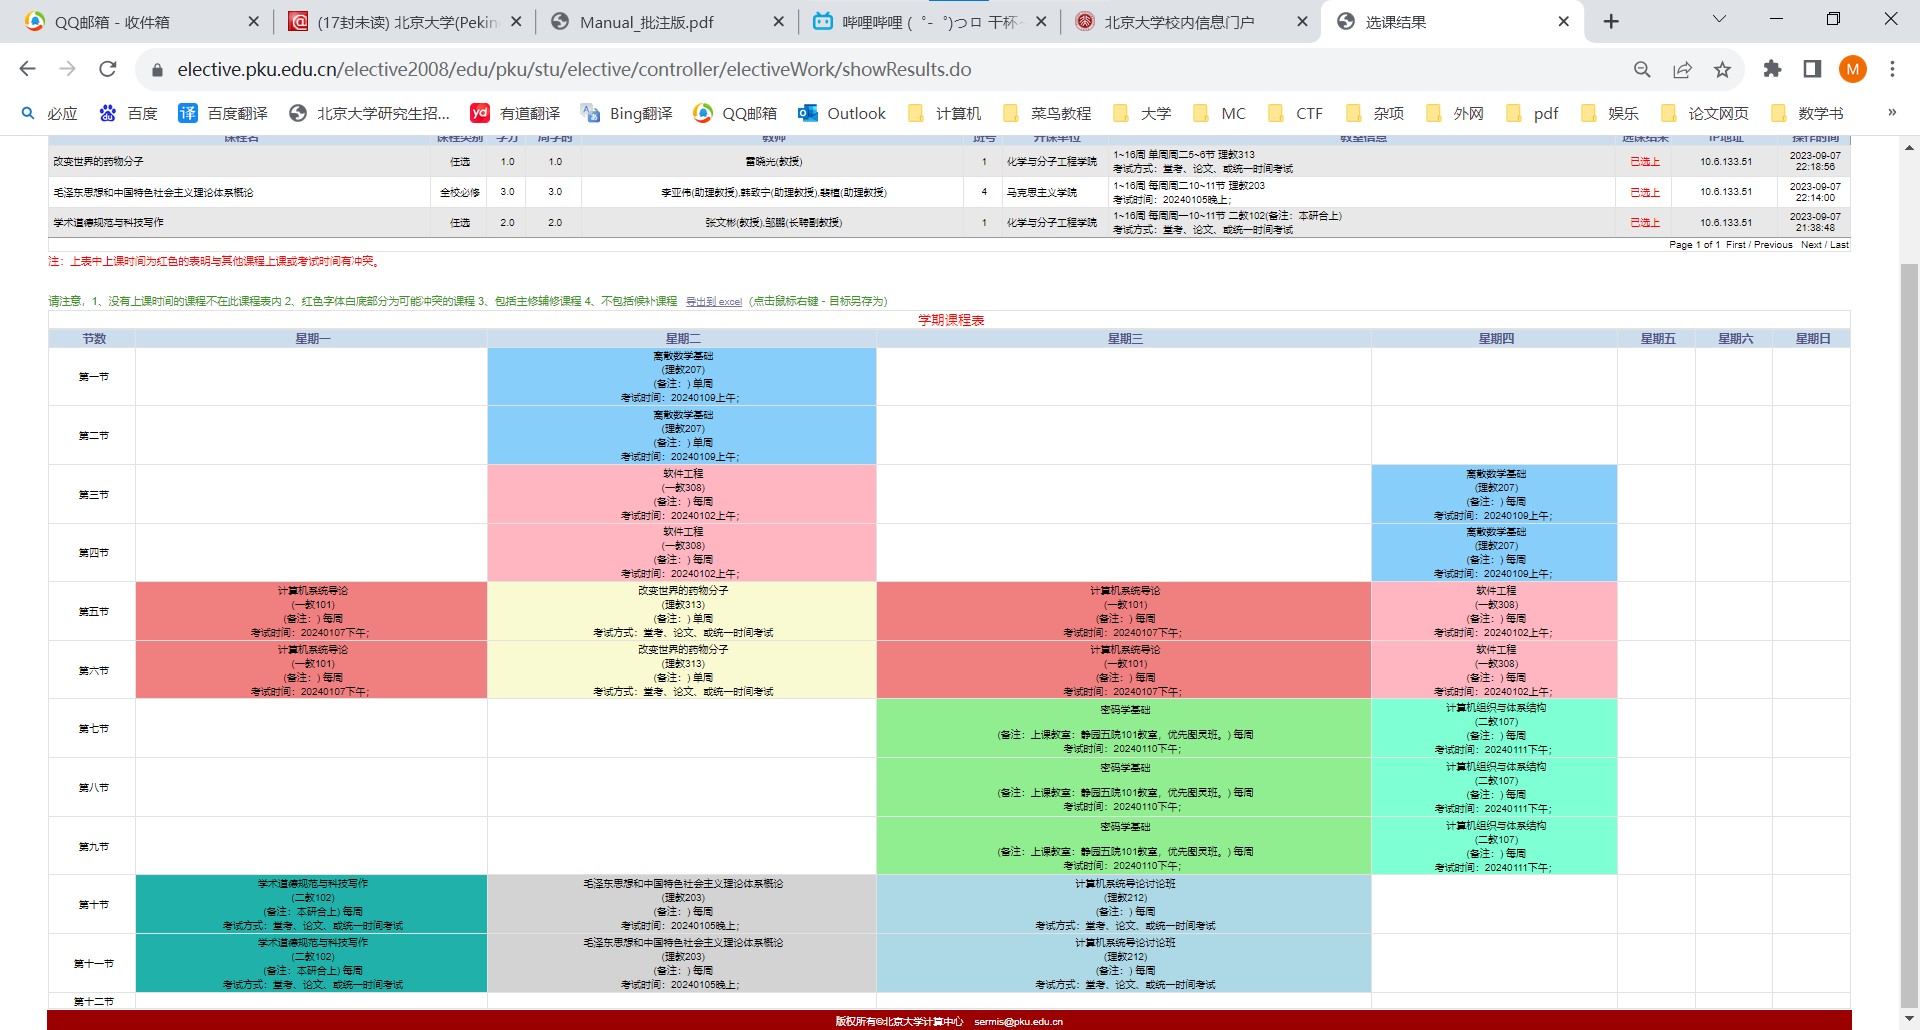 QQ邮箱 - 收件箱
(17封未读) 北京大学(Pekin
Manual_批注版.pdf
哔哩哔哩 (゜-゜)つロ 干杯~
北京大学校内信息门户
选课结果
elective.pku.edu.cn/elective2008/edu/pku/stu/elective/controller/electiveWork/showResults.do
M
必应
du
百度
译
百度翻译
北京大学研究生招...
yd
有道翻译
Bing翻译
QQ邮箱
Outlook
计算机
菜鸟教程
大学
MC
CTF
杂项
外网
pdf
娱乐
论文网页
数学书
»
课程名 课程类别 学分 周学时 教师 班号 开课单位 教室信息 选课结果 IP地址 操作时间
改变世界的药物分子 任选 1.0 1.0 雷晓光(教授) 1 化学与分子工程学院 1~16周 单周周二5~6节 理教313 已选上 10.6.133.51 2023-09-07
考试方式：堂考、论文、或统一时间考试 22:18:56
毛泽东思想和中国特色社会主义理论体系概论 全校必修 3.0 3.0 李亚伟(助理教授),韩致宁(助理教授),裴植(助理教授) 4 马克思主义学院 1~16周 每周周二10~11节 理教203 已选上 10.6.133.51 2023-09-07
考试时间：20240105晚上； 22:14:00
学术道德规范与科技写作 任选 2.0 2.0 张文彬(教授),邹鹏(长聘副教授) 1 化学与分子工程学院 1~16周 每周周一10~11节 二教102(备注：本研合上) 已选上 10.6.133.51 2023-09-07
考试方式：堂考、论文、或统一时间考试 21:38:48
Page 1 of 1 First / Previous Next / Last
注：上表中上课时间为红色的表明与其他课程上课或考试时间有冲突。
请注意，1、没有上课时间的课程不在此课程表内 2、红色字体白底部分为可能冲突的课程 3、包括主修辅修课程 4、不包括候补课程 导出到 excel (点击鼠标右键 - 目标另存为)
学期课程表
节数 星期一 星期二 星期三 星期四 星期五 星期六 星期日
第一节
离散数学基础
(理教207)
(备注：) 单周
考试时间：20240109上午；
第二节
离散数学基础
(理教207)
(备注：) 单周
考试时间：20240109上午；
第三节
软件工程
(一教308)
(备注：) 每周
考试时间：20240102上午；
离散数学基础
(理教207)
(备注：) 每周
考试时间：20240109上午；
第四节
软件工程
(一教308)
(备注：) 每周
考试时间：20240102上午；
离散数学基础
(理教207)
(备注：) 每周
考试时间：20240109上午；
第五节
计算机系统导论
(一教101)
(备注：) 每周
考试时间：20240107下午；
改变世界的药物分子
(理教313)
(备注：) 单周
考试方式：堂考、论文、或统一时间考试
计算机系统导论
(一教101)
(备注：) 每周
考试时间：20240107下午；
软件工程
(一教308)
(备注：) 每周
考试时间：20240102上午；
第六节
计算机系统导论
(一教101)
(备注：) 每周
考试时间：20240107下午；
改变世界的药物分子
(理教313)
(备注：) 单周
考试方式：堂考、论文、或统一时间考试
计算机系统导论
(一教101)
(备注：) 每周
考试时间：20240107下午；
软件工程
(一教308)
(备注：) 每周
考试时间：20240102上午；
第七节
密码学基础
(备注：上课教室：静园五院101教室，优先图灵班。) 每周
考试时间：20240110下午；
计算机组织与体系结构
(二教107)
(备注：) 每周
考试时间：20240111下午；
第八节
密码学基础
(备注：上课教室：静园五院101教室，优先图灵班。) 每周
考试时间：20240110下午；
计算机组织与体系结构
(二教107)
(备注：) 每周
考试时间：20240111下午；
第九节
密码学基础
(备注：上课教室：静园五院101教室，优先图灵班。) 每周
考试时间：20240110下午；
计算机组织与体系结构
(二教107)
(备注：) 每周
考试时间：20240111下午；
第十节
学术道德规范与科技写作
(二教102)
(备注：本研合上) 每周
考试方式：堂考、论文、或统一时间考试
毛泽东思想和中国特色社会主义理论体系概论
(理教203)
(备注：) 每周
考试时间：20240105晚上；
计算机系统导论讨论班
(理教212)
(备注：) 每周
考试方式：堂考、论文、或统一时间考试
第十一节
学术道德规范与科技写作
(二教102)
(备注：本研合上) 每周
考试方式：堂考、论文、或统一时间考试
毛泽东思想和中国特色社会主义理论体系概论
(理教203)
(备注：) 每周
考试时间：20240105晚上；
计算机系统导论讨论班
(理教212)
(备注：) 每周
考试方式：堂考、论文、或统一时间考试
第十二节
版权所有©北京大学计算中心 sermis@pku.edu.cn